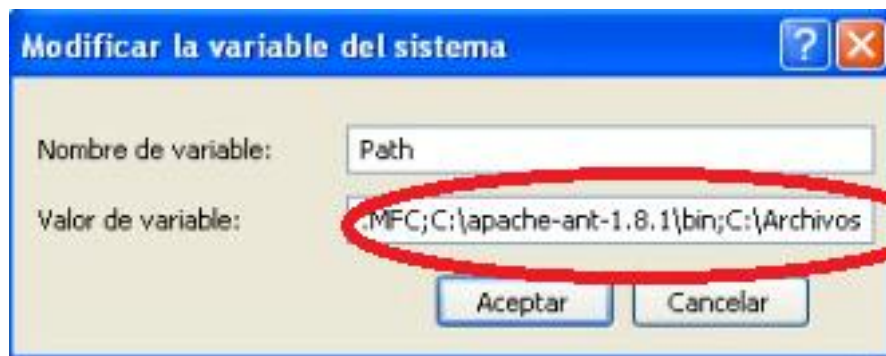 Modificar la variable del sistema
Nombre de variable: Path
Valor de variable: .MFC;C:\apache-ant-1.8.1\bin;C:\Archivos
Aceptar Cancelar